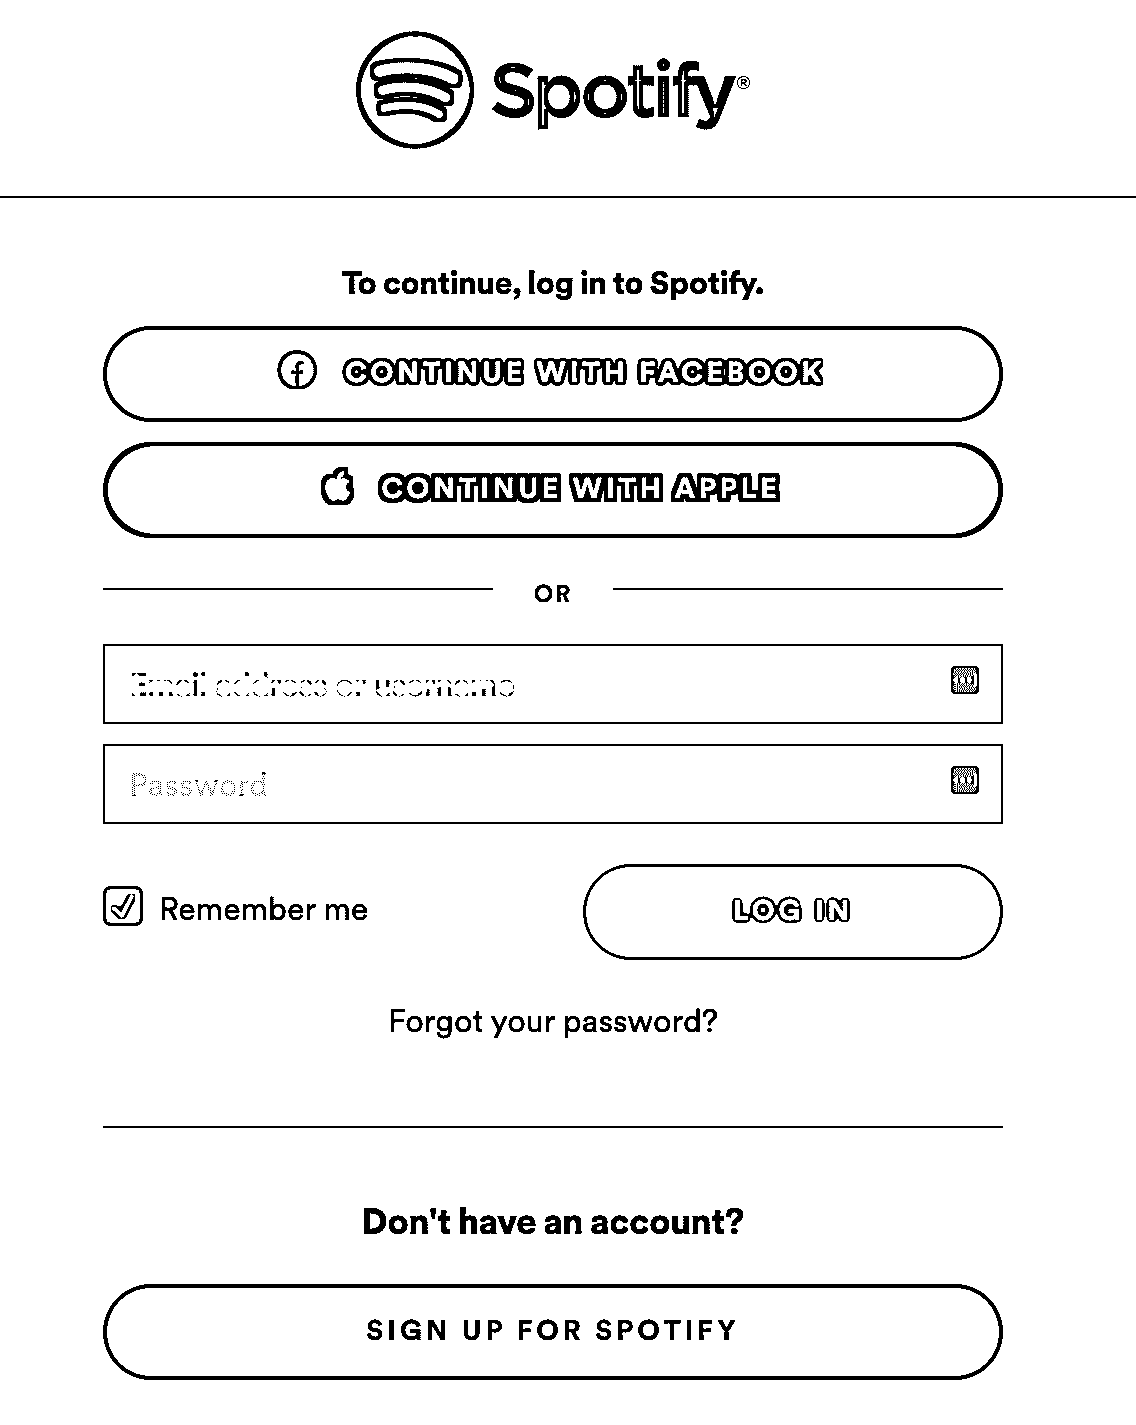 Spotify®
To continue, log in to Spotify.
CONTINUE WITH FACEBOOK
CONTINUE WITH APPLE
OR
Email address or username
Password
Remember me
LOG IN
Forgot your password?
Don't have an account?
SIGN UP FOR SPOTIFY